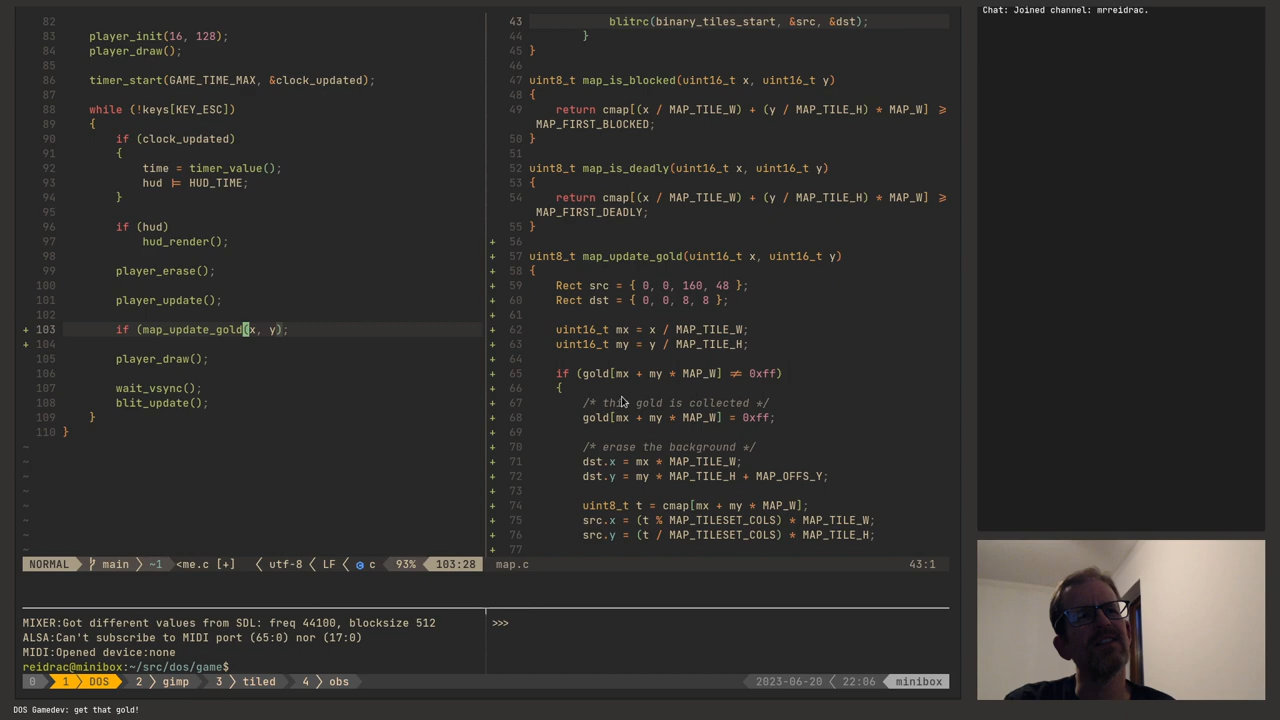 82
83 player_init(16, 128);
84 player_draw();
85
86 timer_start(GAME_TIME_MAX, &clock_updated);
87
88 while (!keys[KEY_ESC])
89 {
90 if (clock_updated)
91 {
92 time = timer_value();
93 hud |= HUD_TIME;
94 }
95
96 if (hud)
97 hud_render();
98
99 player_erase();
100
101 player_update();
102
+ 103 if (map_update_gold(x, y);
+ 104
105 player_draw();
106
107 wait_vsync();
108 blit_update();
109 }
110 }
~
~
~
~
~
~
~
~
NORMAL main ~1 <me.c [+] utf-8 LF c 93% 103:28
43 blitrc(binary_tiles_start, &src, &dst);
44 }
45 }
46
47 uint8_t map_is_blocked(uint16_t x, uint16_t y)
48 {
49 return cmap[(x / MAP_TILE_W) + (y / MAP_TILE_H) * MAP_W] >=
MAP_FIRST_BLOCKED;
50 }
51
52 uint8_t map_is_deadly(uint16_t x, uint16_t y)
53 {
54 return cmap[(x / MAP_TILE_W) + (y / MAP_TILE_H) * MAP_W] >=
MAP_FIRST_DEADLY;
55 }
+ 56
+ 57 uint8_t map_update_gold(uint16_t x, uint16_t y)
+ 58 {
+ 59 Rect src = { 0, 0, 160, 48 };
+ 60 Rect dst = { 0, 0, 8, 8 };
+ 61
+ 62 uint16_t mx = x / MAP_TILE_W;
+ 63 uint16_t my = y / MAP_TILE_H;
+ 64
+ 65 if (gold[mx + my * MAP_W] != 0xff)
+ 66 {
+ 67 /* this gold is collected */
+ 68 gold[mx + my * MAP_W] = 0xff;
+ 69
+ 70 /* erase the background */
+ 71 dst.x = mx * MAP_TILE_W;
+ 72 dst.y = my * MAP_TILE_H + MAP_OFFS_Y;
+ 73
+ 74 uint8_t t = cmap[mx + my * MAP_W];
+ 75 src.x = (t % MAP_TILESET_COLS) * MAP_TILE_W;
+ 76 src.y = (t / MAP_TILESET_COLS) * MAP_TILE_H;
+ 77
map.c 43:1
MIXER:Got different values from SDL: freq 44100, blocksize 512
ALSA:Can't subscribe to MIDI port (65:0) nor (17:0)
MIDI:Opened device:none
reidrac@minibox:~/src/dos/game$
>>>
0 1 DOS 2 gimp 3 tiled 4 obs 2023-06-20 22:06 minibox
DOS Gamedev: get that gold!
Chat: Joined channel: mrreidrac.